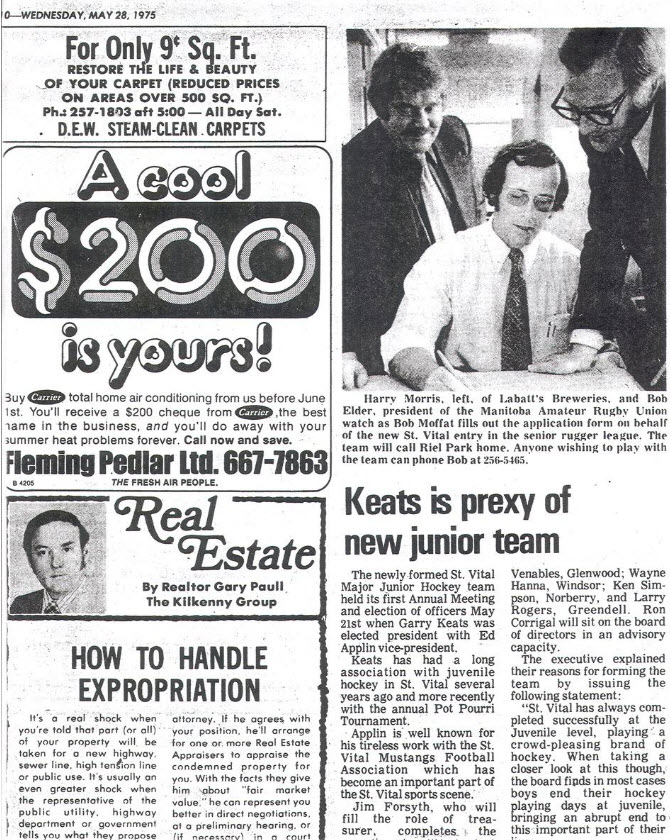 0—WEDNESDAY, MAY 28, 1975
For Only 9¢ Sq. Ft.
RESTORE THE LIFE & BEAUTY
OF YOUR CARPET (REDUCED PRICES
ON AREAS OVER 500 SQ. FT.)
Ph.: 257-1803 aft 5:00 — All Day Sat.
D.E.W. STEAM-CLEAN CARPETS
A cool
$200
is yours!
Buy Carrier total home air conditioning from us before June
1st. You'll receive a $200 cheque from Carrier, the best
name in the business, and you'll do away with your
summer heat problems forever. Call now and save.
Fleming Pedlar Ltd. 667-7863
B 4205 THE FRESH AIR PEOPLE.
Real
Estate
By Realtor Gary Paull
The Kilkenny Group
HOW TO HANDLE
EXPROPRIATION
It's a real shock when
you're told that part (or all)
of your property will be
taken for a new highway,
sewer line, high tension line
or public use. It's usually an
even greater shock when
the representative of the
public utility, highway
department or government
tells you what they propose
attorney. If he agrees with
your position, he'll arrange
for one or more Real Estate
Appraisers to appraise the
condemned property for
you. With the facts they give
him about "fair market
value," he can represent you
better in direct negotiations,
at a preliminary hearing, or
(if necessary) in a court
Harry Morris, left, of Labatt's Breweries, and Bob
Elder, president of the Manitoba Amateur Rugby Union
watch as Bob Moffat fills out the application form on behalf
of the new St. Vital entry in the senior rugger league. The
team will call Riel Park home. Anyone wishing to play with
the team can phone Bob at 256-5465.
Keats is prexy of
new junior team
The newly formed St. Vital
Major Junior Hockey team
held its first Annual Meeting
and election of officers May
21st when Garry Keats was
elected president with Ed
Applin vice-president.
Keats has had a long
association with juvenile
hockey in St. Vital several
years ago and more recently
with the annual Pot Pourri
Tournament.
Applin is well known for
his tireless work with the St.
Vital Mustangs Football
Association which has
become an important part of
the St. Vital sports scene.
Jim Forsyth, who will
fill the role of trea-
surer, completes the
Venables, Glenwood; Wayne
Hanna, Windsor; Ken Sim-
pson, Norberry, and Larry
Rogers, Greendell. Ron
Corrigal will sit on the board
of directors in an advisory
capacity.
The executive explained
their reasons for forming the
team by issuing the
following statement:
"St. Vital has always com-
pleted successfully at the
Juvenile level, playing a
crowd-pleasing brand of
hockey. When taking a
closer look at this though,
the board finds in most cases
boys end their hockey
playing days at juvenile,
bringing an abrupt end to
this important part of their